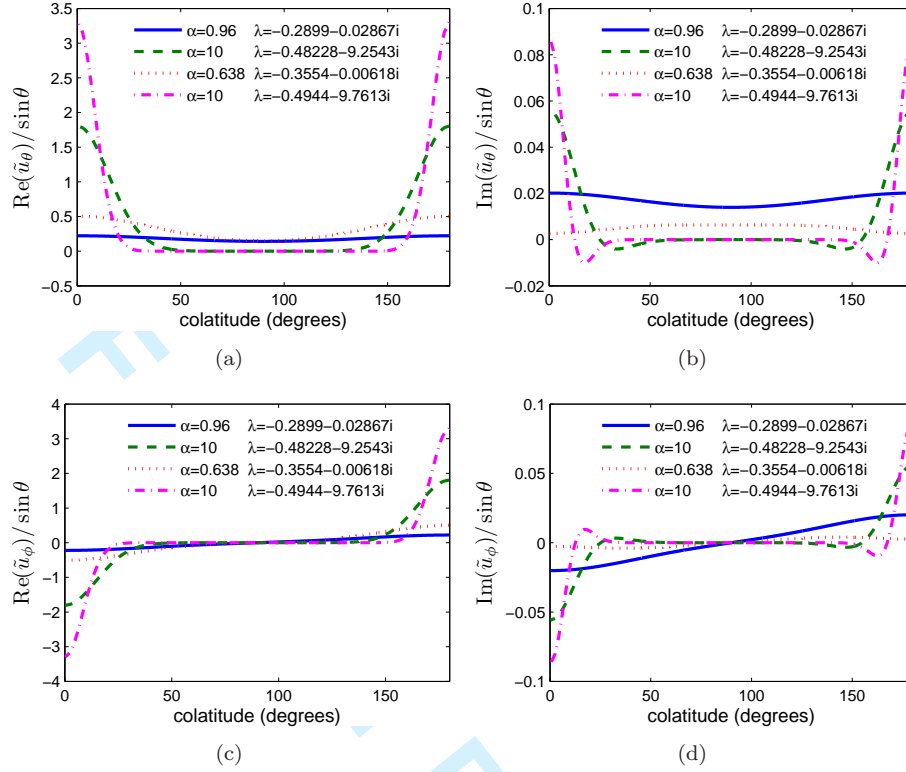 3.5
3
2.5
2
1.5
1
0.5
0
−0.5
Re(ũθ)/ sin θ
α=0.96 λ=−0.2899−0.02867i
α=10 λ=−0.48228−9.2543i
α=0.638 λ=−0.3554−0.00618i
α=10 λ=−0.4944−9.7613i
0 50 100 150
colatitude (degrees)
(a)
0.1
0.08
0.06
0.04
0.02
0
−0.02
Im(ũθ)/ sin θ
α=0.96 λ=−0.2899−0.02867i
α=10 λ=−0.48228−9.2543i
α=0.638 λ=−0.3554−0.00618i
α=10 λ=−0.4944−9.7613i
0 50 100 150
colatitude (degrees)
(b)
4
3
2
1
0
−1
−2
−3
−4
Re(ũϕ)/ sin θ
α=0.96 λ=−0.2899−0.02867i
α=10 λ=−0.48228−9.2543i
α=0.638 λ=−0.3554−0.00618i
α=10 λ=−0.4944−9.7613i
0 50 100 150
colatitude (degrees)
(c)
0.1
0.05
0
−0.05
−0.1
Im(ũϕ)/ sin θ
α=0.96 λ=−0.2899−0.02867i
α=10 λ=−0.48228−9.2543i
α=0.638 λ=−0.3554−0.00618i
α=10 λ=−0.4944−9.7613i
0 50 100 150
colatitude (degrees)
(d)